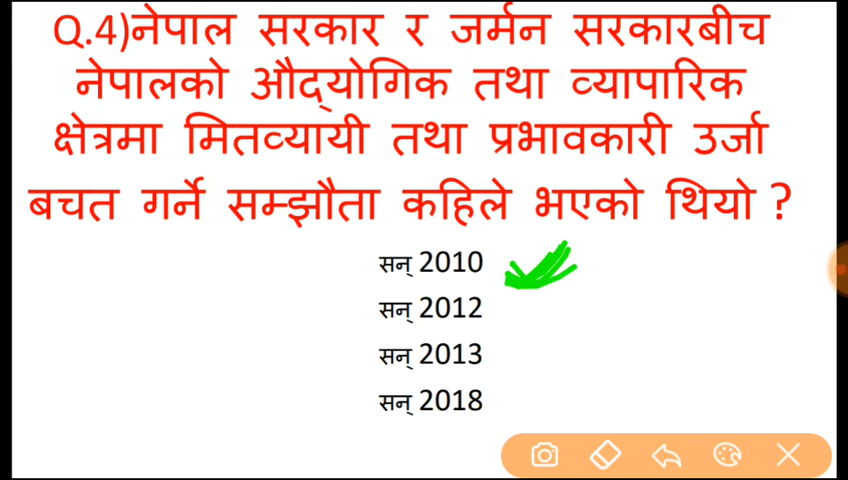 Q.4)नेपाल सरकार र जर्मन सरकारबीच
नेपालको औद्योगिक तथा व्यापारिक
क्षेत्रमा मितव्यायी तथा प्रभावकारी उर्जा
बचत गर्ने सम्झौता कहिले भएको थियो ?
सन् 2010
सन् 2012
सन् 2013
सन् 2018